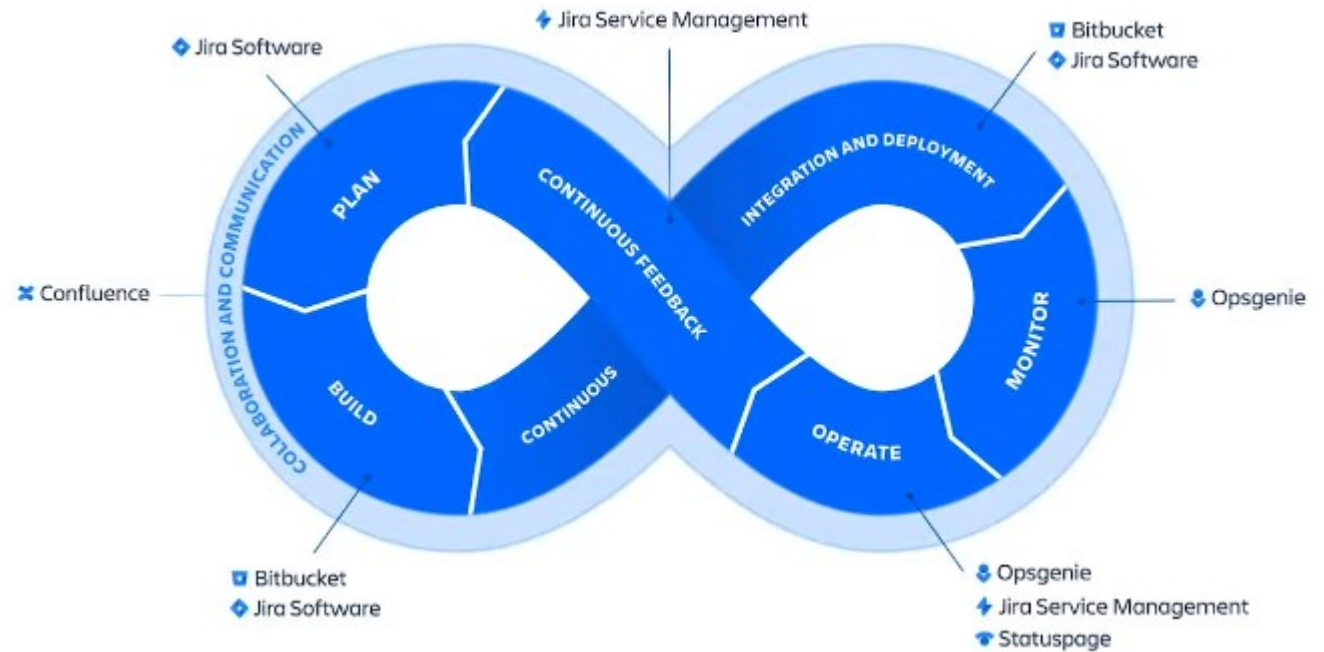 Jira Service Management
Jira Software
Bitbucket
Jira Software
PLAN
CONTINUOUS FEEDBACK
INTEGRATION AND DEPLOYMENT
COLLABORATION AND COMMUNICATION
Confluence
MONITOR
Opsgenie
BUILD
CONTINUOUS
OPERATE
Bitbucket
Jira Software
Opsgenie
Jira Service Management
Statuspage